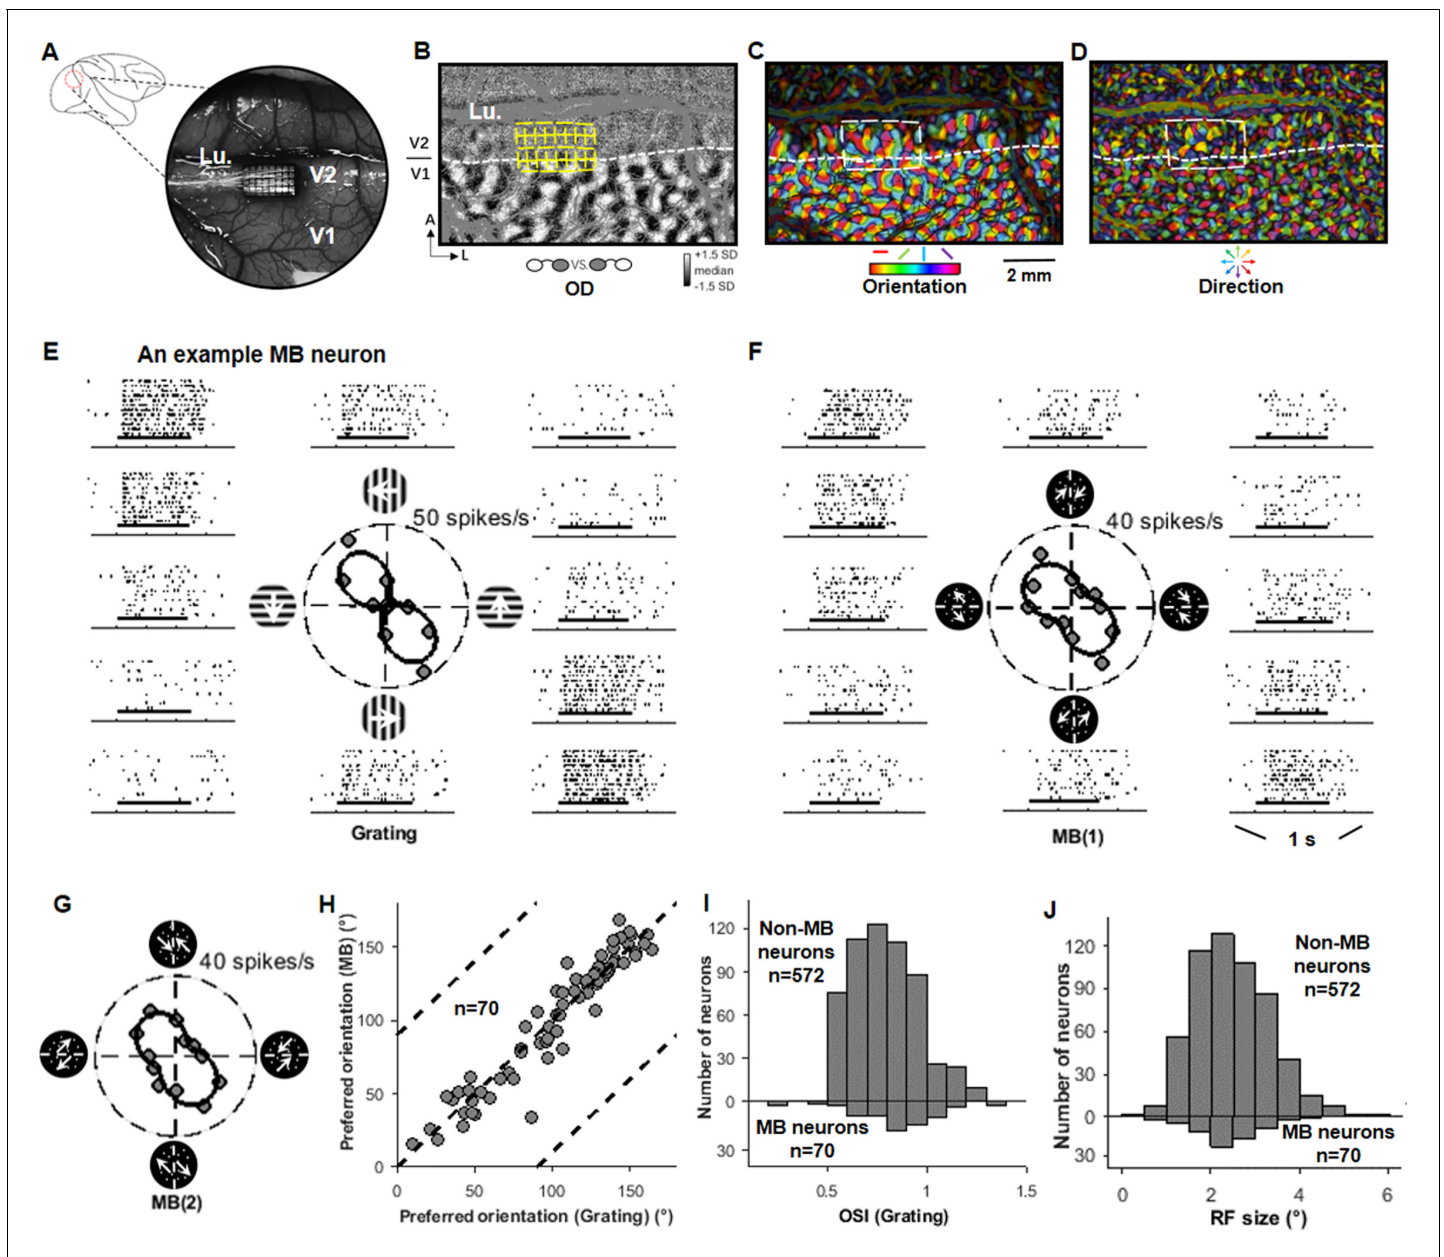 A
Lu.
V2
V1
B
Lu.
V2
V1
A
L
VS.
OD
+1.5 SD
median
-1.5 SD
C
Orientation
2 mm
D
Direction
E
An example MB neuron
50 spikes/s
Grating
F
40 spikes/s
MB(1)
1 s
G
40 spikes/s
MB(2)
H
Preferred orientation (MB) (°)
150
100
50
0
n=70
0
50
100
150
Preferred orientation (Grating) (°)
I
Number of neurons
120
90
60
30
0
30
Non-MB
neurons
n=572
MB neurons
n=70
0.5
1
1.5
OSI (Grating)
J
Number of neurons
120
90
60
30
0
30
Non-MB
neurons
n=572
MB neurons
n=70
0
2
4
6
RF size (°)